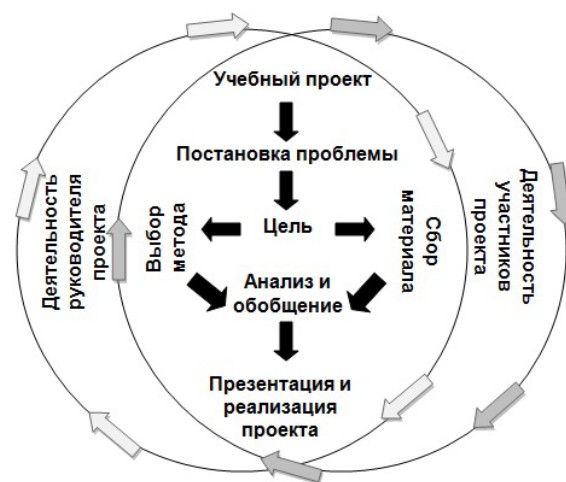 Учебный проект
Постановка проблемы
Деятельность
руководителя
проекта
Выбор
метода
Цель
Сбор
материала
Деятельность
участников
проекта
Анализ и
обобщение
Презентация и
реализация
проекта